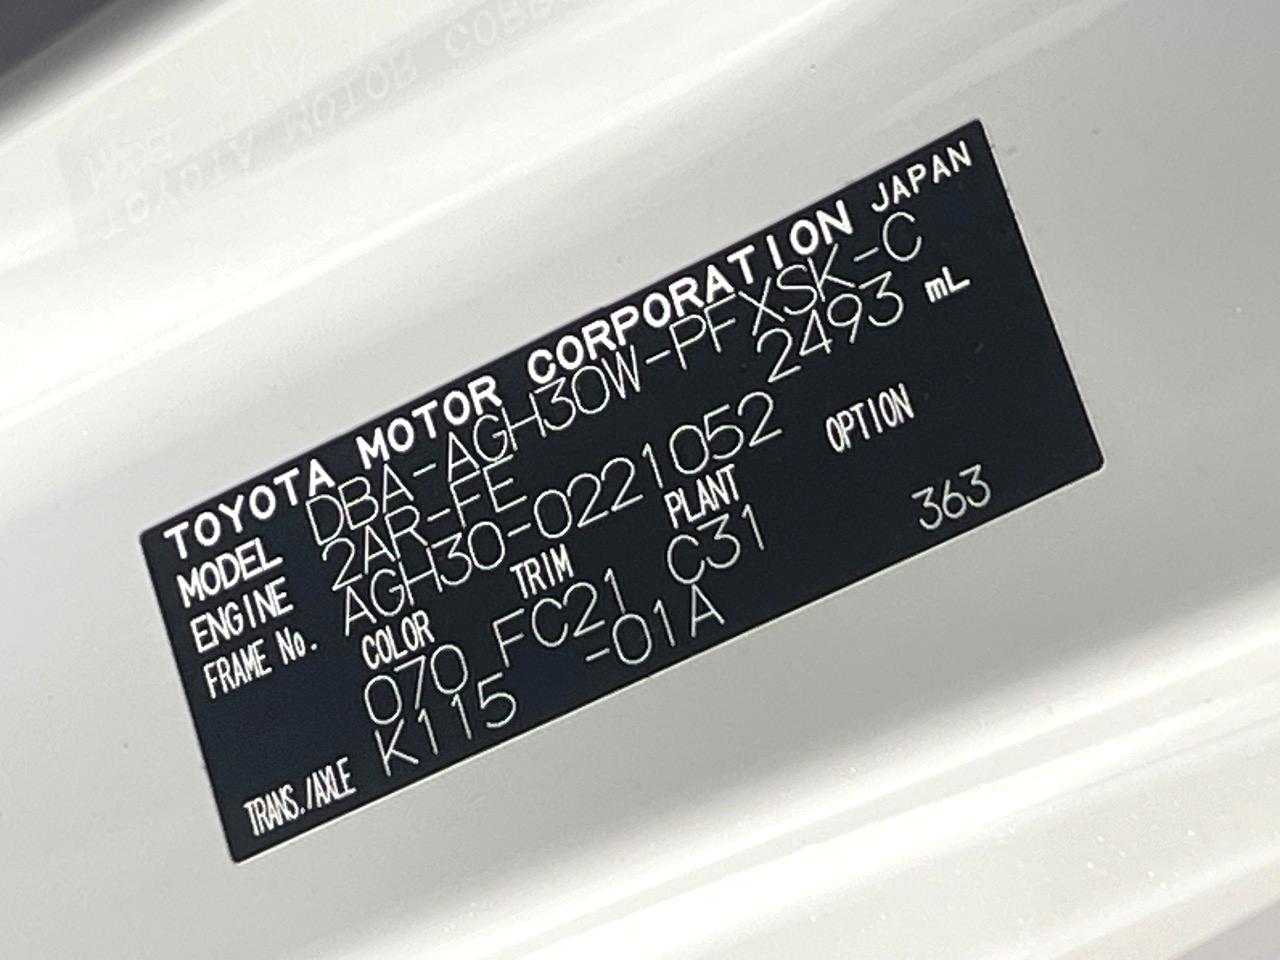 TOYOTA MOTOR CORPORATION JAPAN
MODEL DBA-AGH30W-PFXSK-C
ENGINE 2AR-FE 2493 mL
FRAME No. AGH30-0221052
COLOR TRIM PLANT OPTION
070 FC21 C31 363
TRANS./AXLE K115 -01A